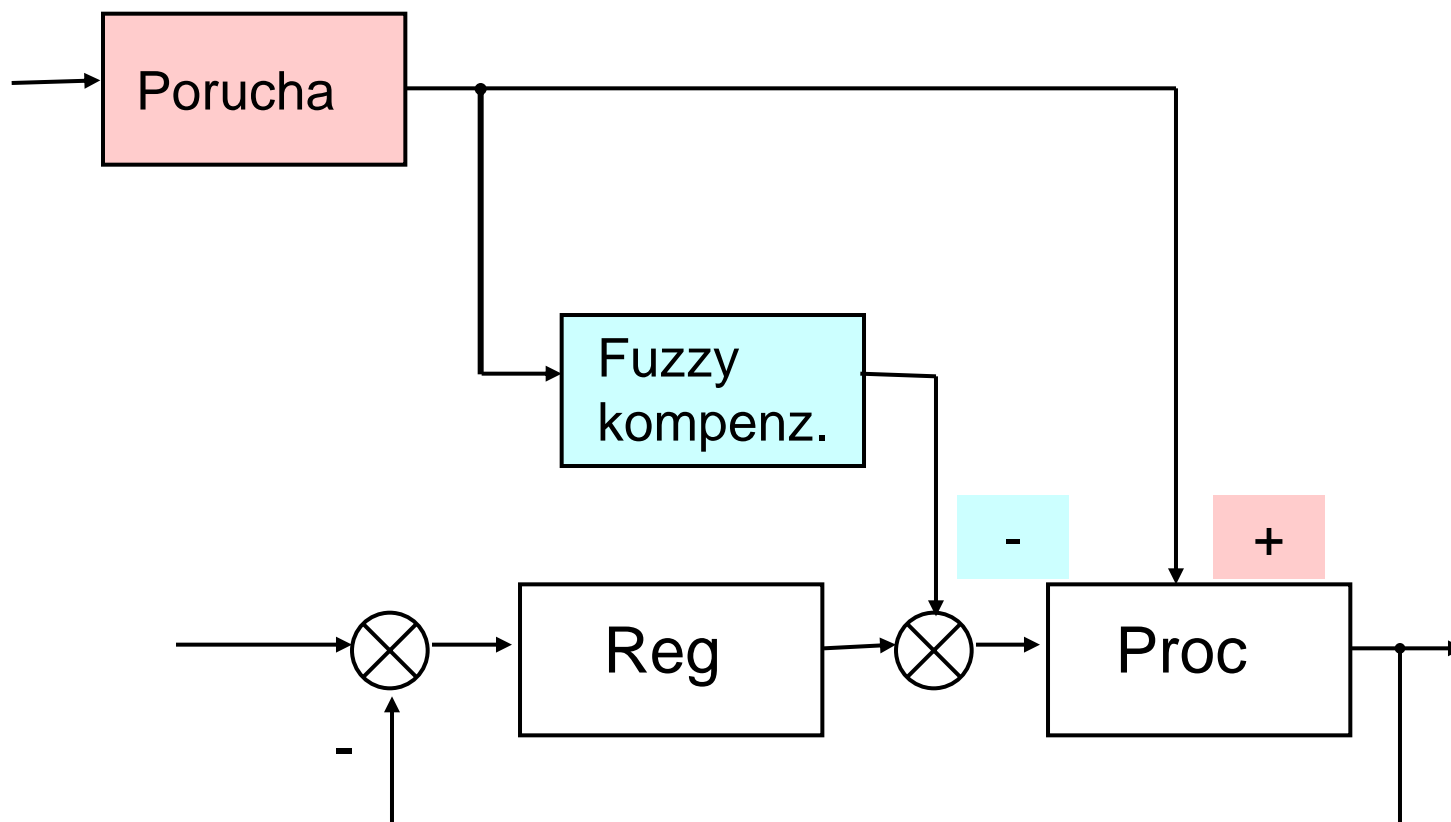 Porucha
Fuzzy
kompenz.
- +
Reg
Proc
-